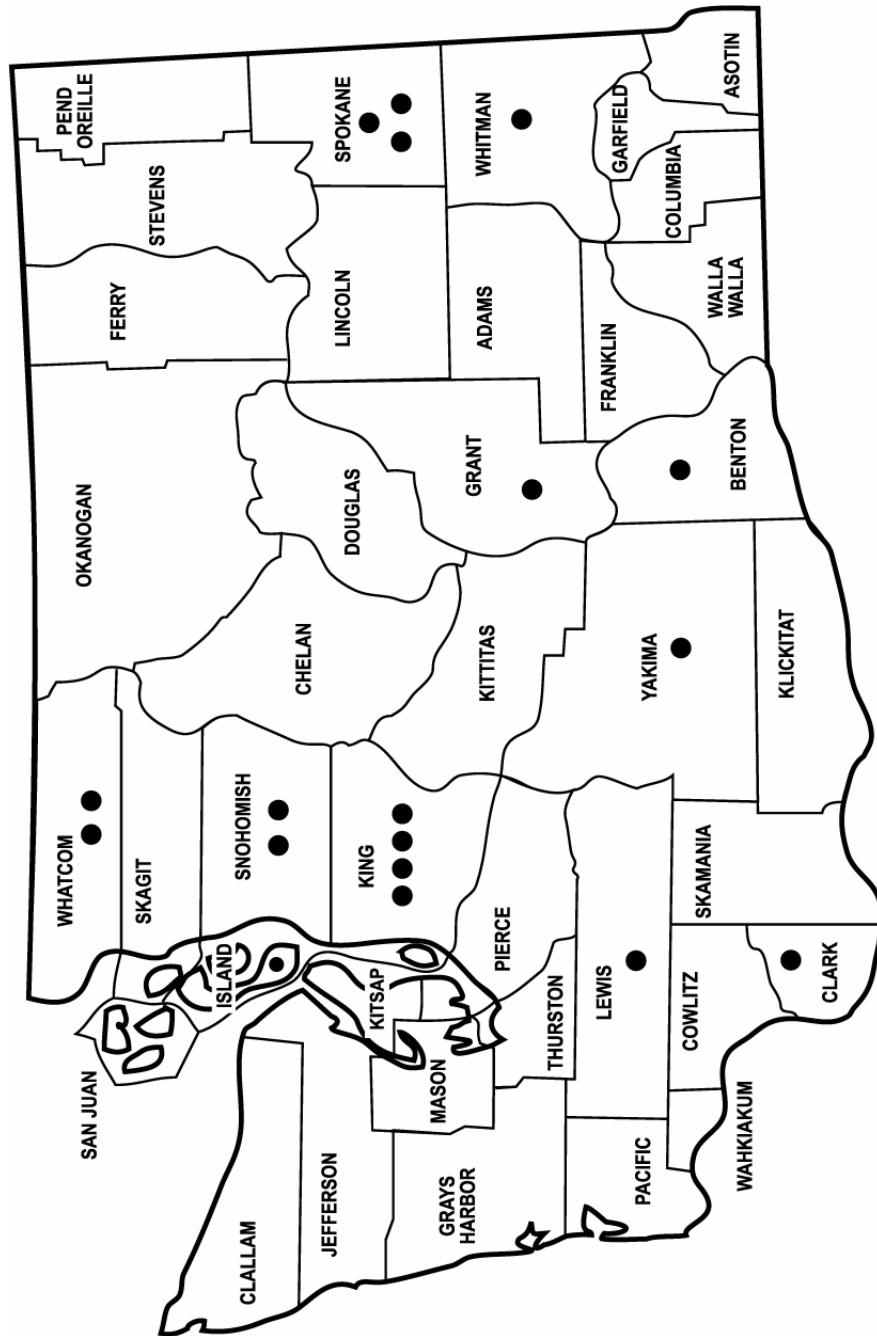 WHATCOM
OKANOGAN
FERRY
STEVENS
PEND
OREILLE
SAN JUAN
SKAGIT
ISLAND
SNOHOMISH
CHELAN
DOUGLAS
LINCOLN
SPOKANE
CLALLAM
JEFFERSON
KITSAP
KING
MASON
GRAYS
HARBOR
KITTITAS
GRANT
ADAMS
WHITMAN
PIERCE
THURSTON
LEWIS
PACIFIC
YAKIMA
FRANKLIN
GARFIELD
COLUMBIA
ASOTIN
WALLA
WALLA
BENTON
WAHKIAKUM
COWLITZ
SKAMANIA
CLARK
KLICKITAT